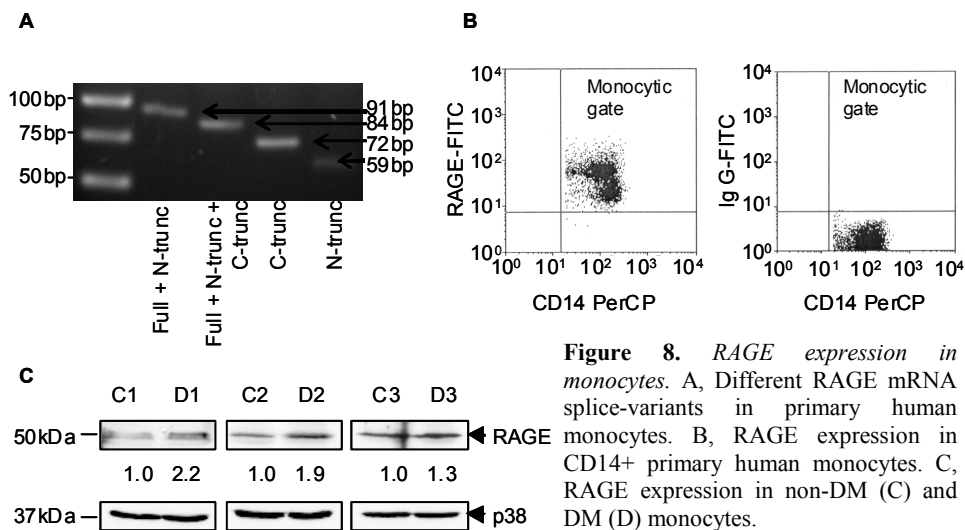 A
100bp
75bp
50bp
91bp
84bp
72bp
59bp
Full + N-trunc
Full + N-trunc +
C-trunc
C-trunc
N-trunc
B
RAGE-FITC
10⁴
10³
10²
10¹
10⁰
Monocytic
gate
10⁰ 10¹ 10² 10³ 10⁴
CD14 PerCP
Ig G-FITC
10⁴
10³
10²
10¹
10⁰
Monocytic
gate
10⁰ 10¹ 10² 10³ 10⁴
CD14 PerCP
C
C1 D1 C2 D2 C3 D3
50kDa RAGE
1.0 2.2 1.0 1.9 1.0 1.3
37kDa p38
Figure 8. RAGE expression in
monocytes. A, Different RAGE mRNA
splice-variants in primary human
monocytes. B, RAGE expression in
CD14+ primary human monocytes. C,
RAGE expression in non-DM (C) and
DM (D) monocytes.